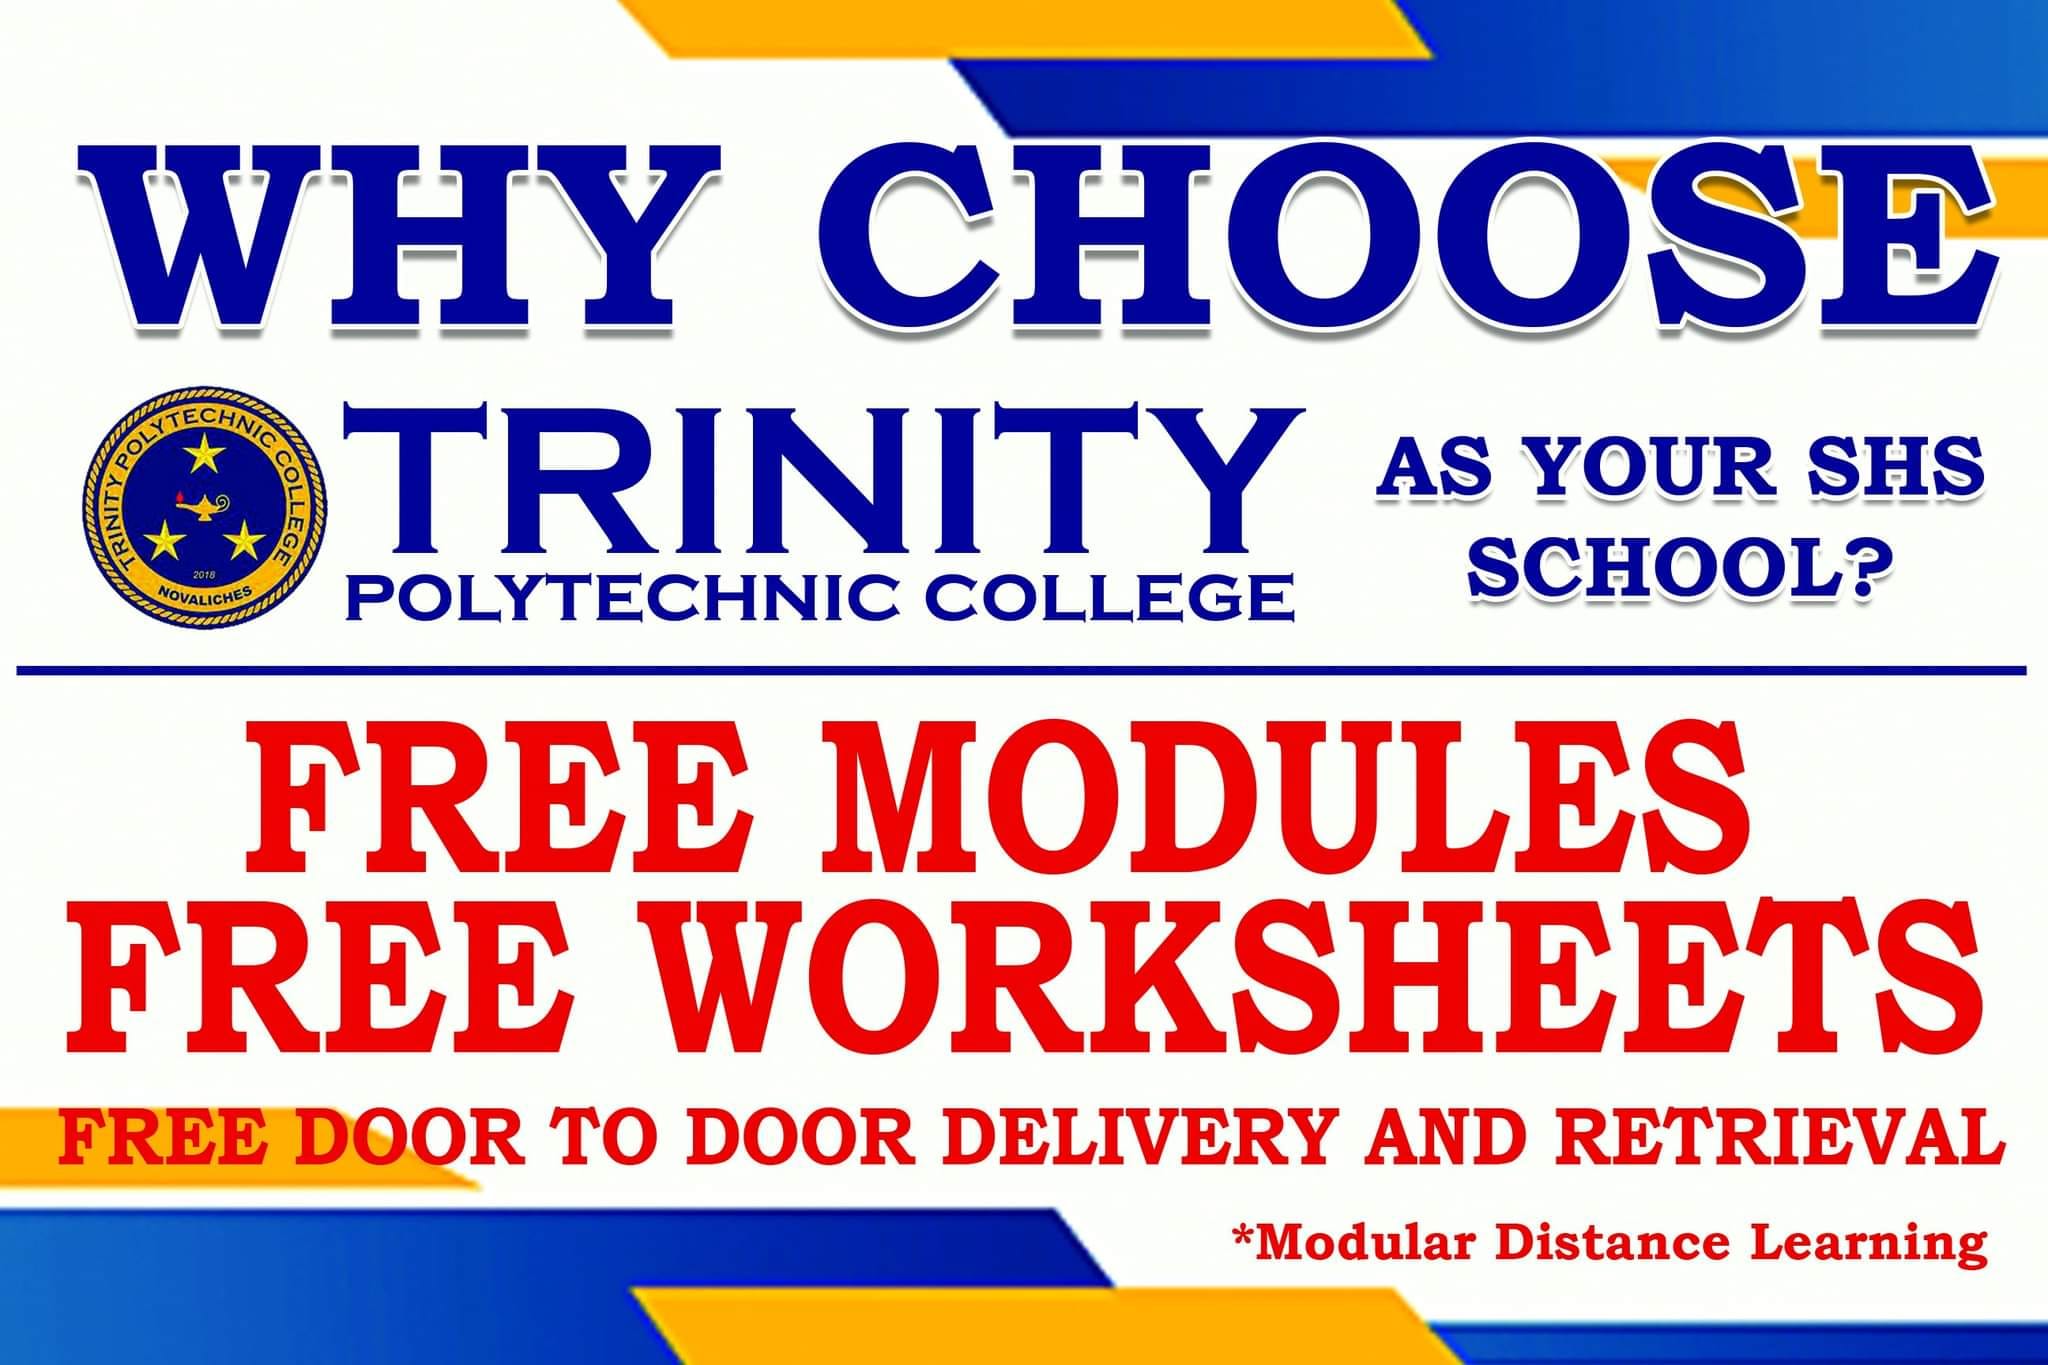 WHY CHOOSE
TRINITY POLYTECHNIC COLLEGE
2018
NOVALICHES
TRINITY
POLYTECHNIC COLLEGE
AS YOUR SHS
SCHOOL?
FREE MODULES
FREE WORKSHEETS
FREE DOOR TO DOOR DELIVERY AND RETRIEVAL
*Modular Distance Learning